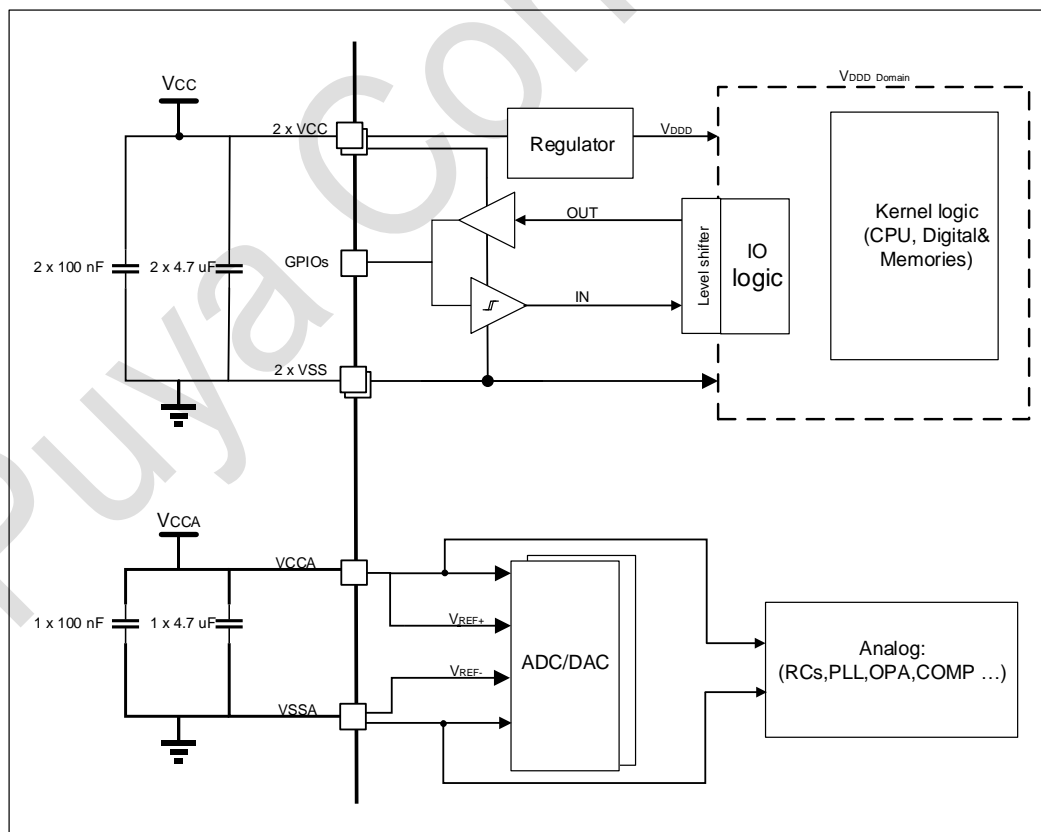 Puya Con
VDDD Domain
VCC
2 x VCC
Regulator
VDDD
OUT
Kernel logic
(CPU, Digital&
Memories)
2 x 100 nF
2 x 4.7 uF
GPIOs
Level shifter
IO
logic
IN
2 x VSS
VCCA
VCCA
1 x 100 nF
1 x 4.7 uF
VREF+
ADC/DAC
Analog:
(RCs,PLL,OPA,COMP …)
VREF-
VSSA